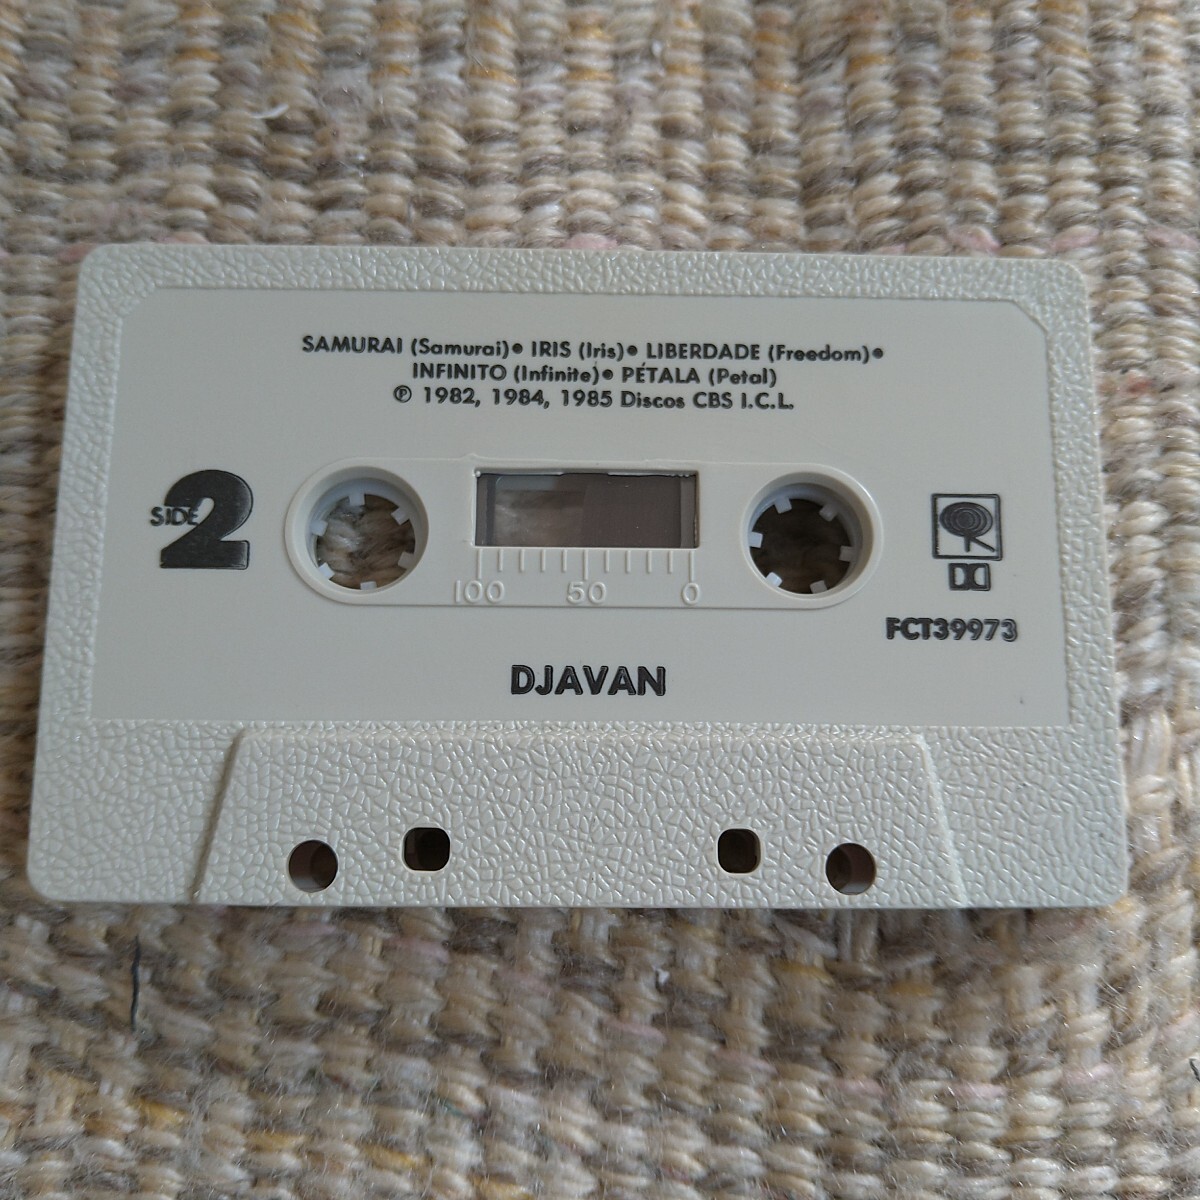 SAMURAI (Samurai)• IRIS (Iris)• LIBERDADE (Freedom)•
INFINITO (Infinite)• PÉTALA (Petal)
℗ 1982, 1984, 1985 Discos CBS I.C.L.
SIDE 2
100 50 0
FCT39973
DJAVAN